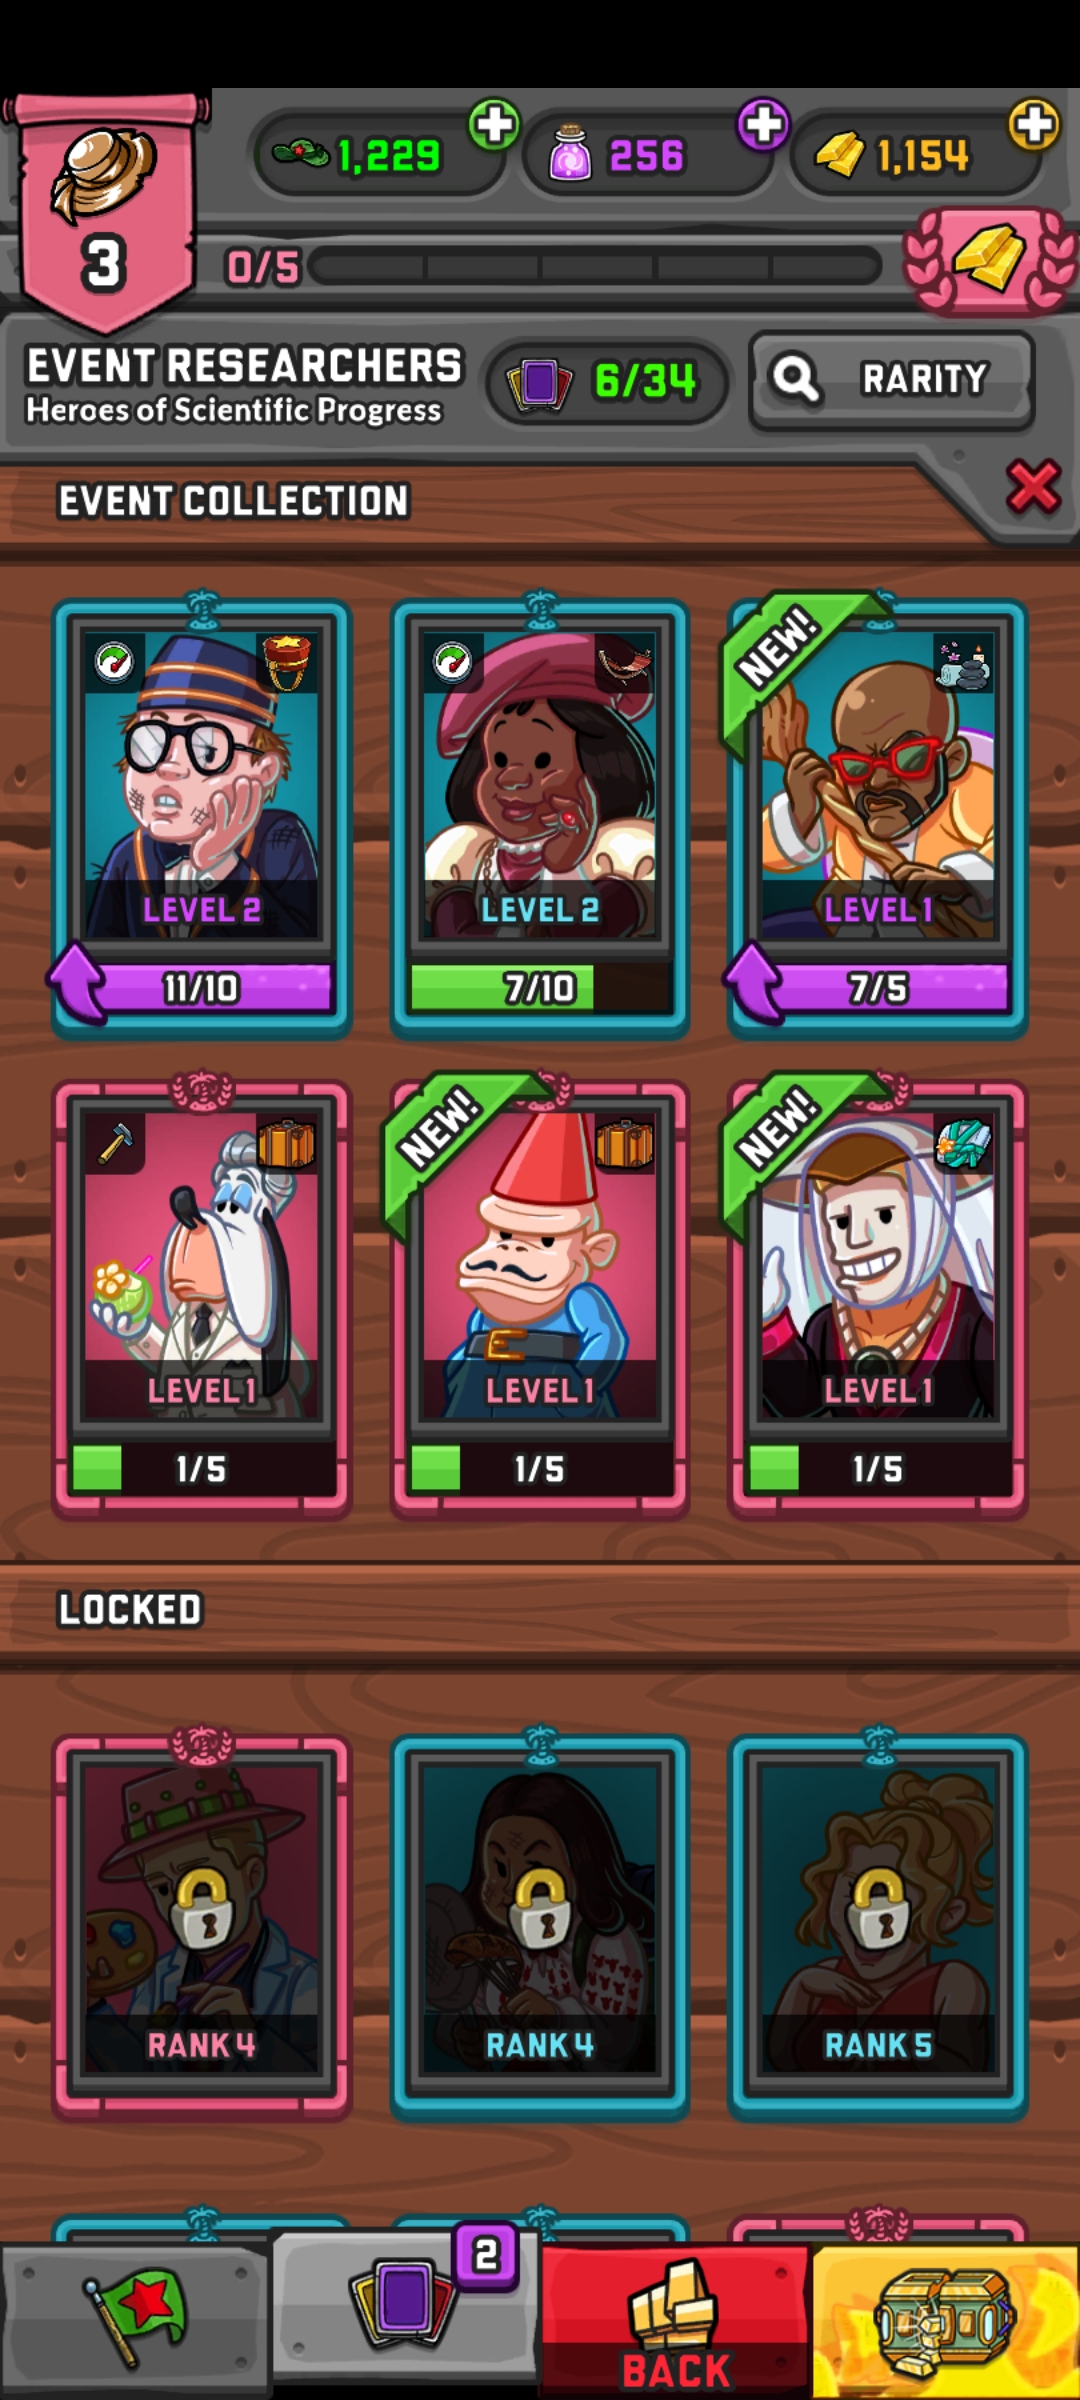 1,229
256
1,154
3
0/5
EVENT RESEARCHERS
Heroes of Scientific Progress
6/34
RARITY
EVENT COLLECTION
NEW!
LEVEL 2
LEVEL 2
LEVEL 1
11/10
7/10
7/5
NEW!
NEW!
LEVEL 1
LEVEL 1
LEVEL 1
1/5
1/5
1/5
LOCKED
RANK 4
RANK 4
RANK 5
2
BACK